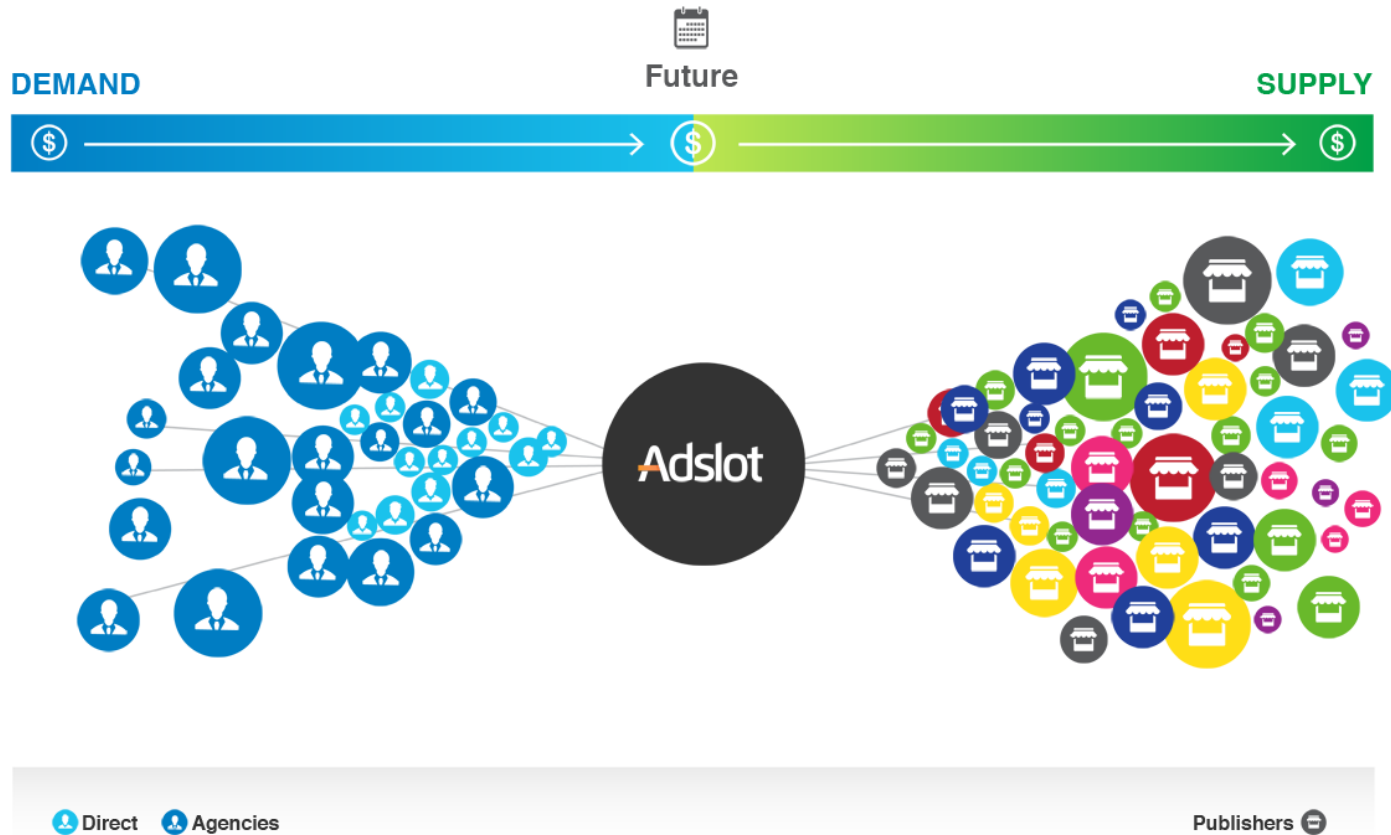 Future
DEMAND
SUPPLY
$ $ $
Adslot
Direct
Agencies
Publishers